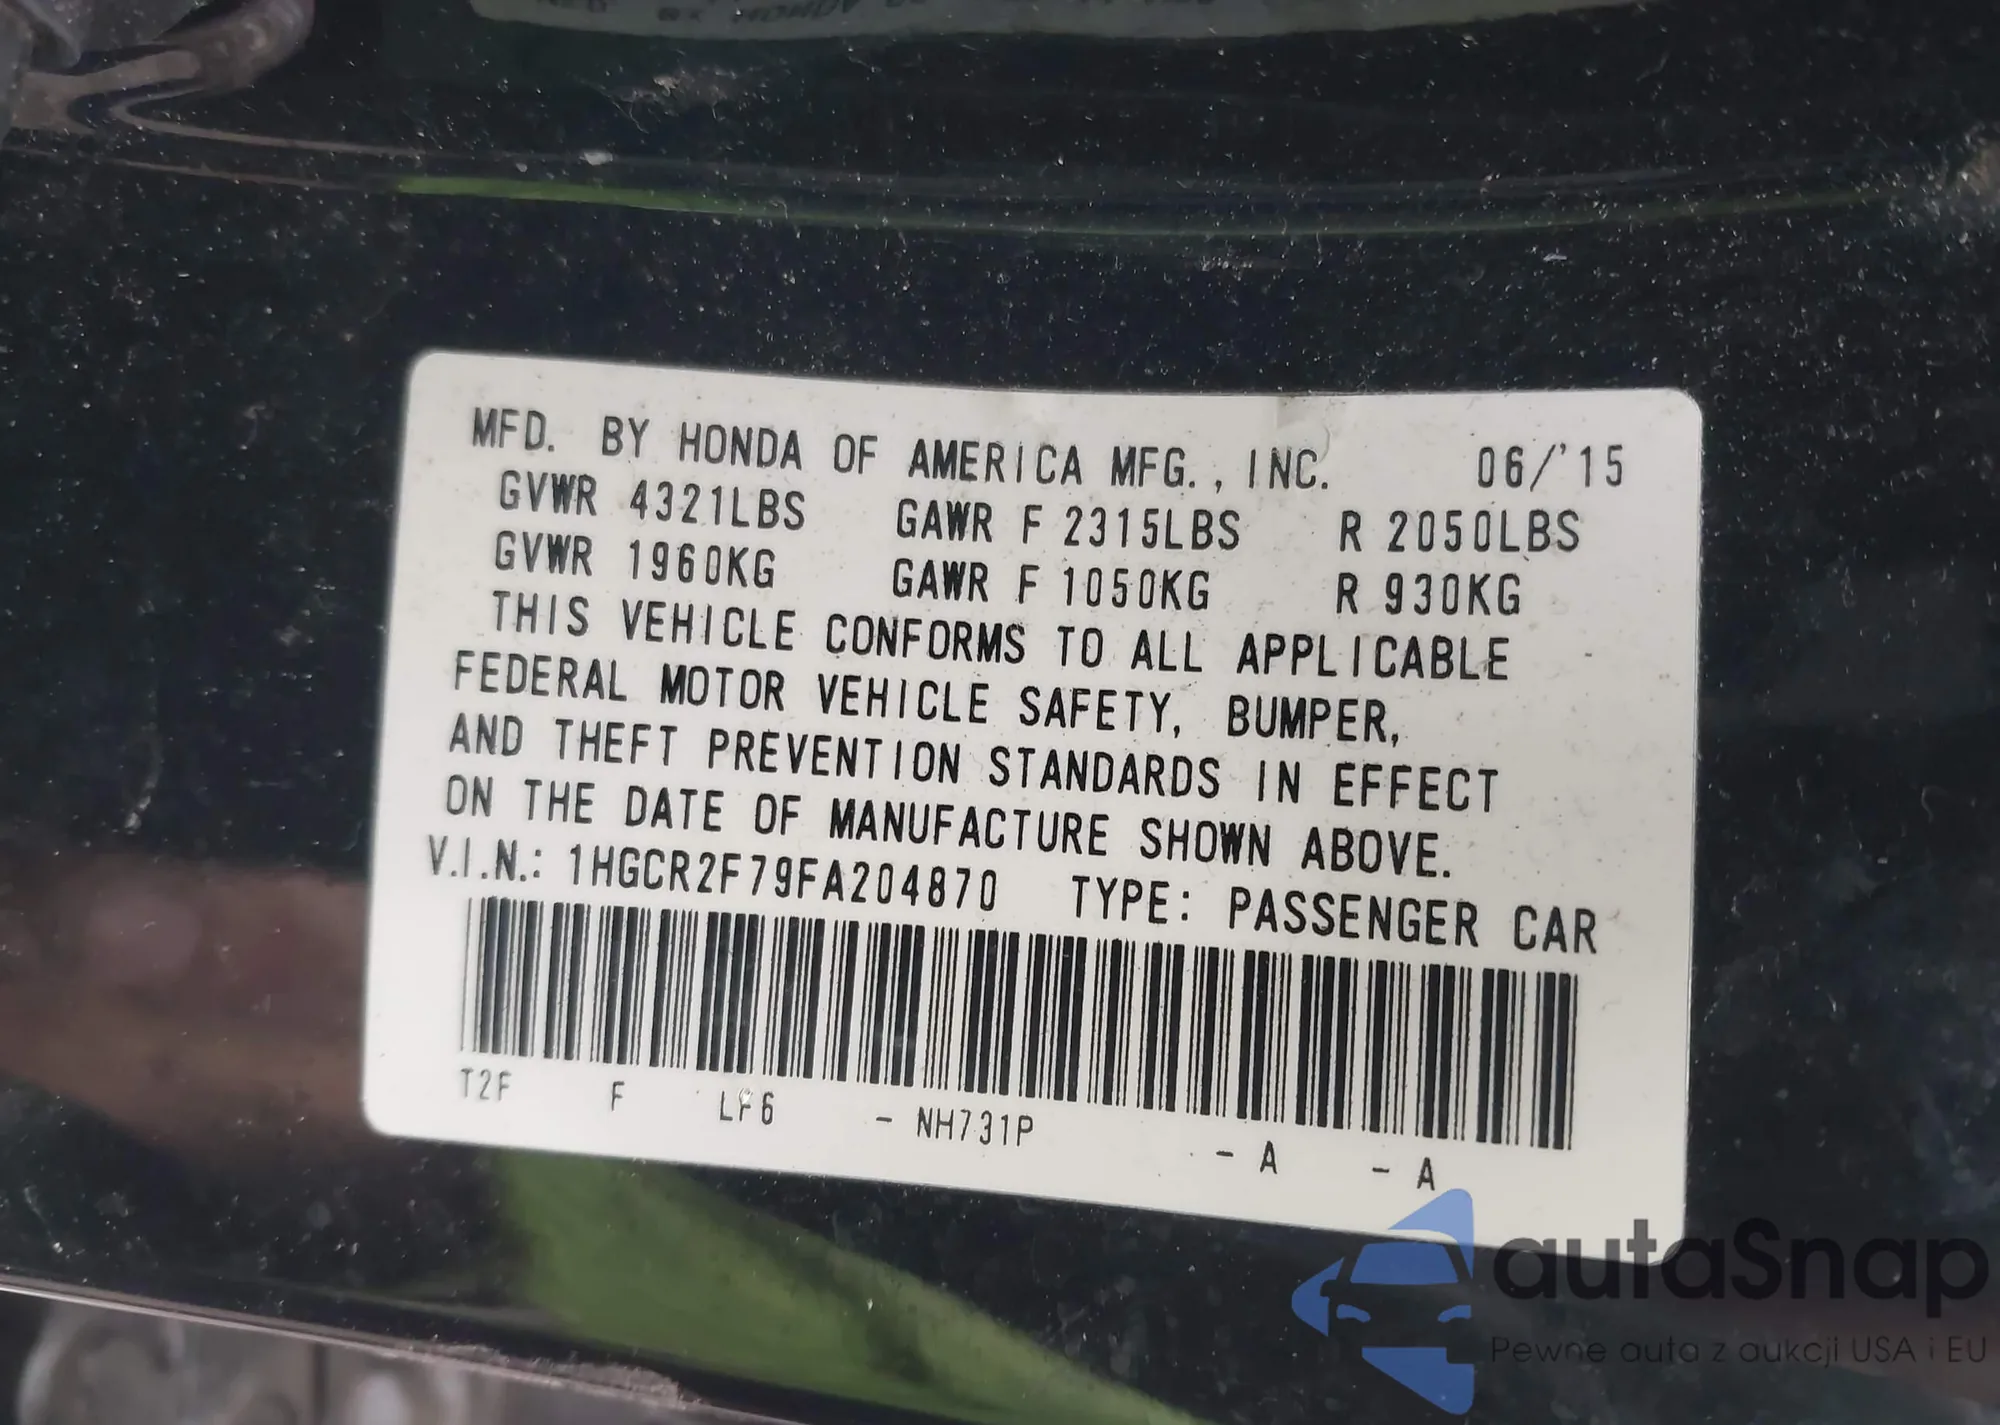 MFD. BY HONDA OF AMERICA MFG., INC. 06/'15
GVWR 4321LBS GAWR F 2315LBS R 2050LBS
GVWR 1960KG GAWR F 1050KG R 930KG
THIS VEHICLE CONFORMS TO ALL APPLICABLE
FEDERAL MOTOR VEHICLE SAFETY, BUMPER,
AND THEFT PREVENTION STANDARDS IN EFFECT
ON THE DATE OF MANUFACTURE SHOWN ABOVE.
V.I.N.: 1HGCR2F79FA204870 TYPE: PASSENGER CAR
T2F F LF6 - NH731P - A - A
autaSnap
Pewne auta z aukcji USA i EU